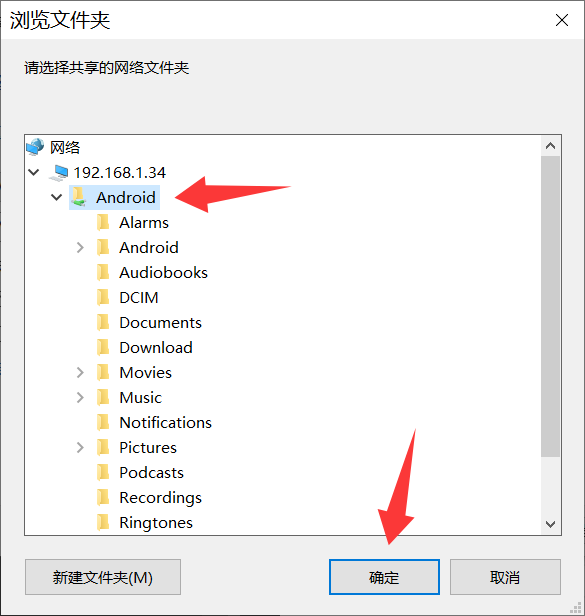 浏览文件夹
请选择共享的网络文件夹
网络
192.168.1.34
Android
Alarms
Android
Audiobooks
DCIM
Documents
Download
Movies
Music
Notifications
Pictures
Podcasts
Recordings
Ringtones
新建文件夹(M)
确定
取消